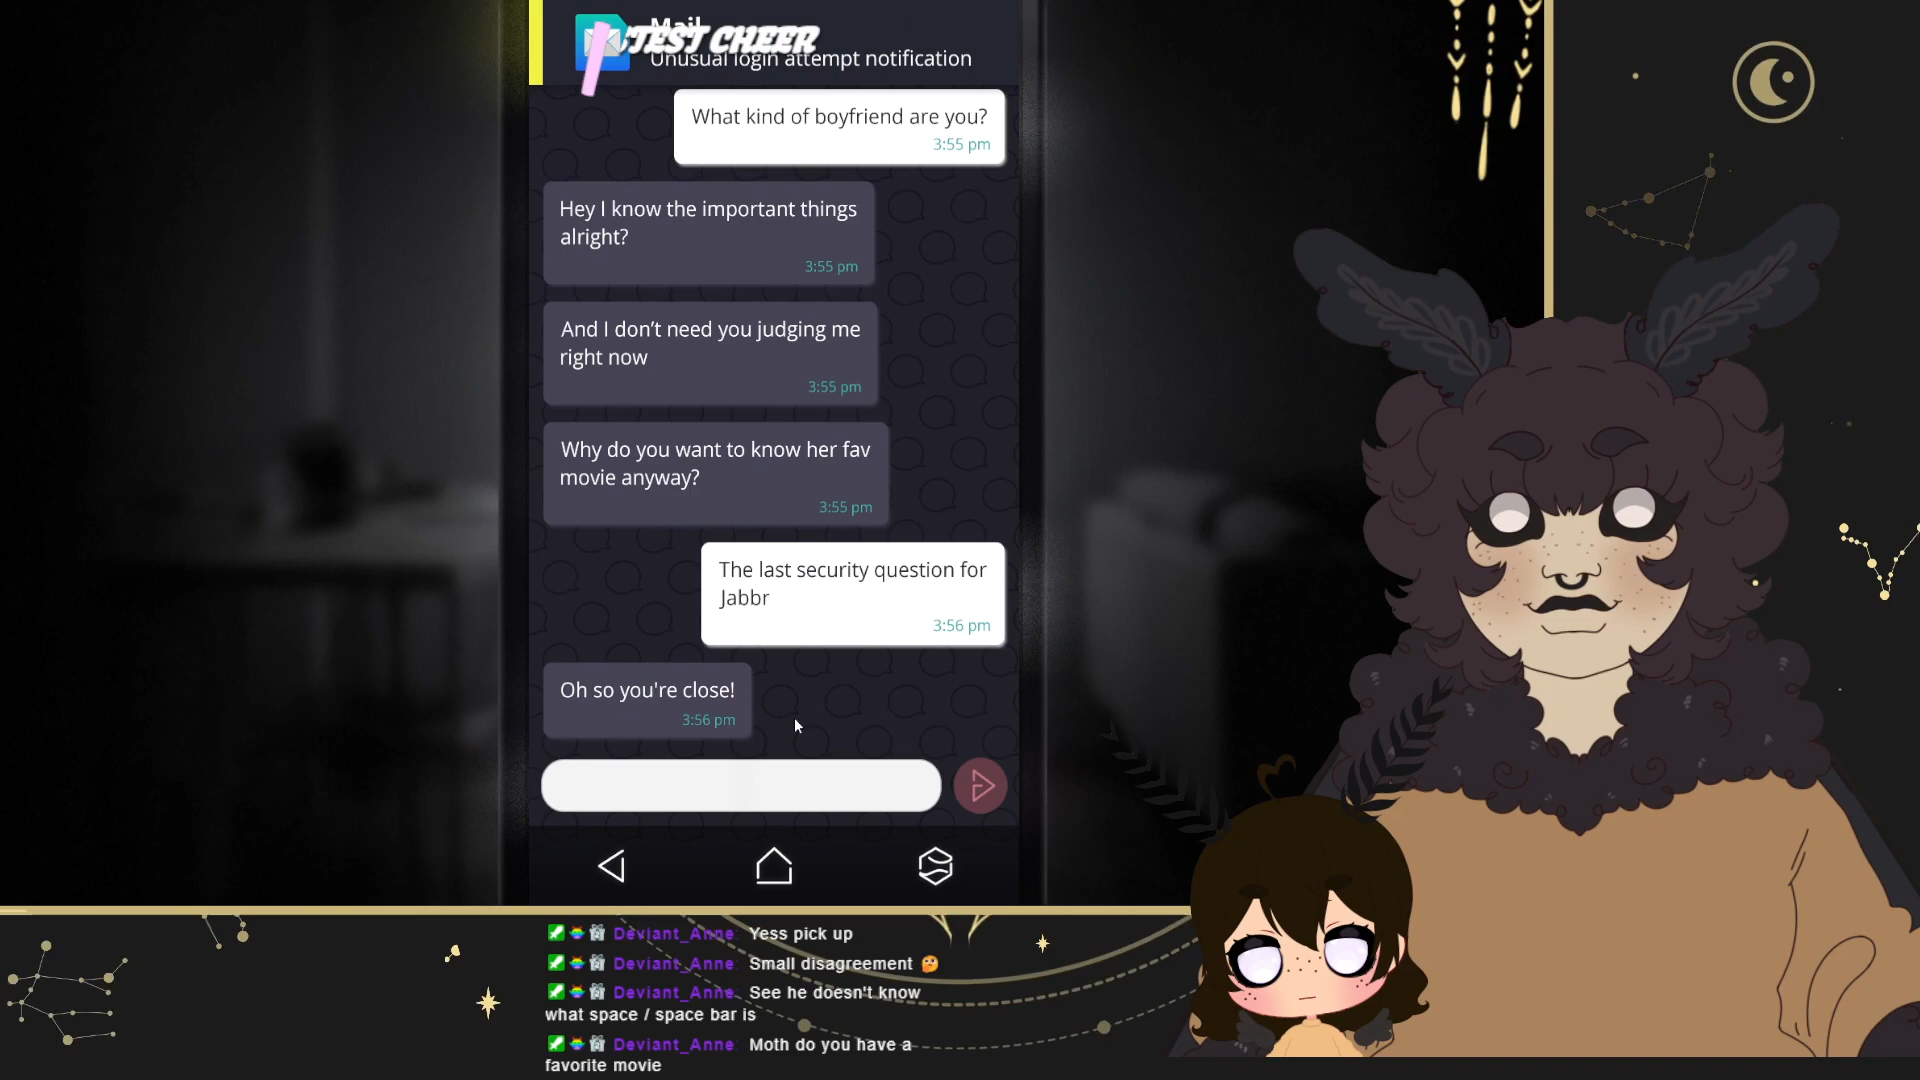 Mail
TEST CHEER
Unusual login attempt notification
What kind of boyfriend are you?
3:55 pm
Hey I know the important things
alright?
3:55 pm
And I don't need you judging me
right now
3:55 pm
Why do you want to know her fav
movie anyway?
3:55 pm
The last security question for
Jabbr
3:56 pm
Oh so you're close!
3:56 pm
Deviant_Anne: Yess pick up
Deviant_Anne: Small disagreement 🤔
Deviant_Anne: See he doesn't know
what space / space bar is
Deviant_Anne: Moth do you have a
favorite movie